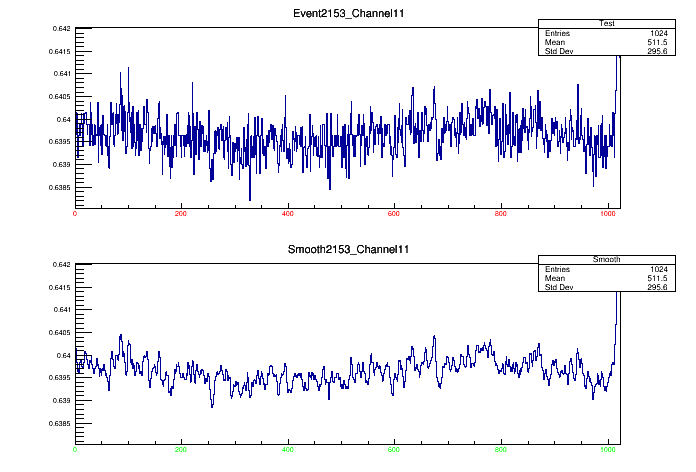 Event2153_Channel11
Test
Entries 1024
Mean 511.5
Std Dev 295.6
0.642
0.6415
0.641
0.6405
0.64
0.6395
0.639
0.6385
0 200 400 600 800 1000
Smooth2153_Channel11
Smooth
Entries 1024
Mean 511.5
Std Dev 295.6
0.642
0.6415
0.641
0.6405
0.64
0.6395
0.639
0.6385
0 200 400 600 800 1000